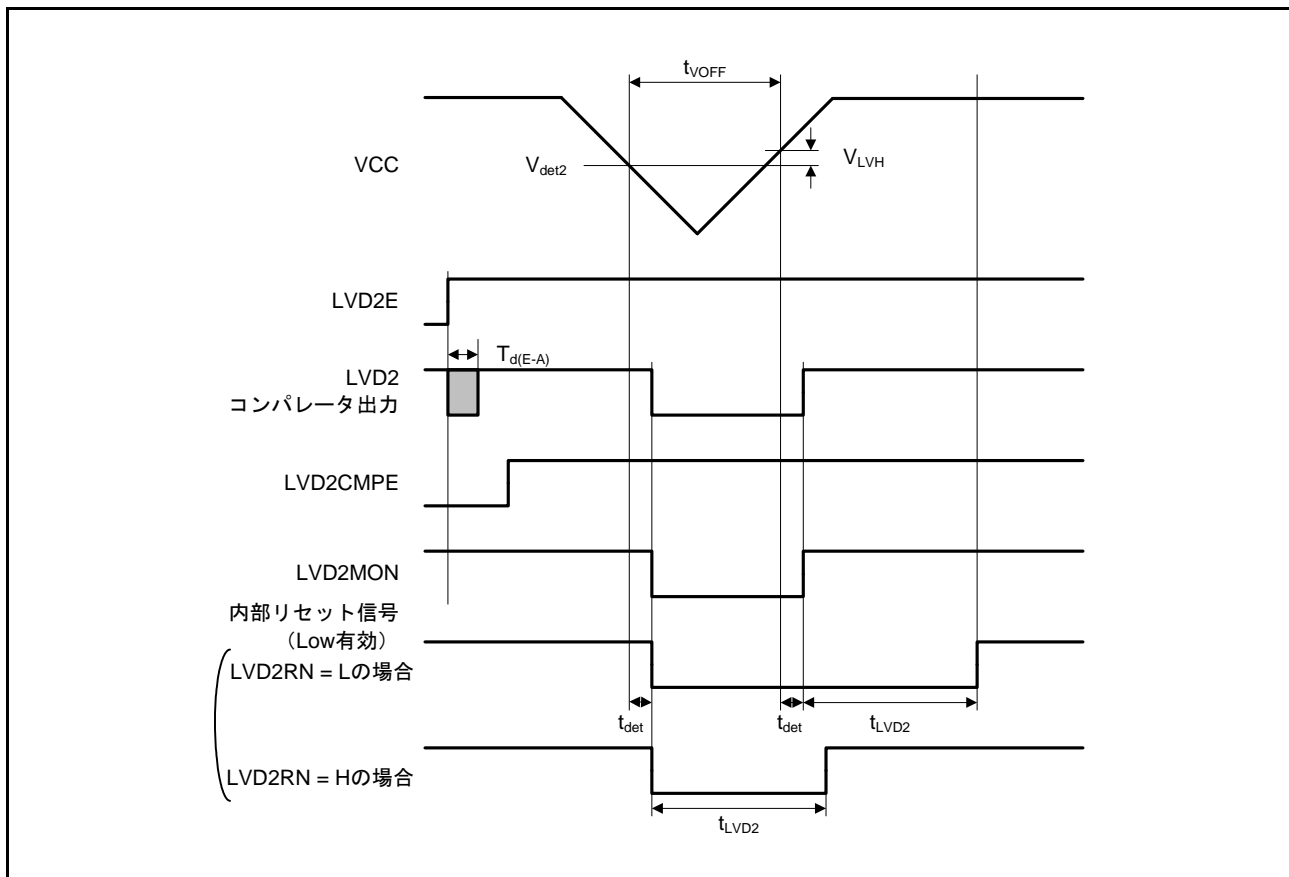 tVOFF
VCC
Vdet2
VLVH
LVD2E
Td(E-A)
LVD2
コンパレータ出力
LVD2CMPE
LVD2MON
内部リセット信号
（Low有効）
LVD2RN = Lの場合
tdet
tdet
tLVD2
LVD2RN = Hの場合
tLVD2